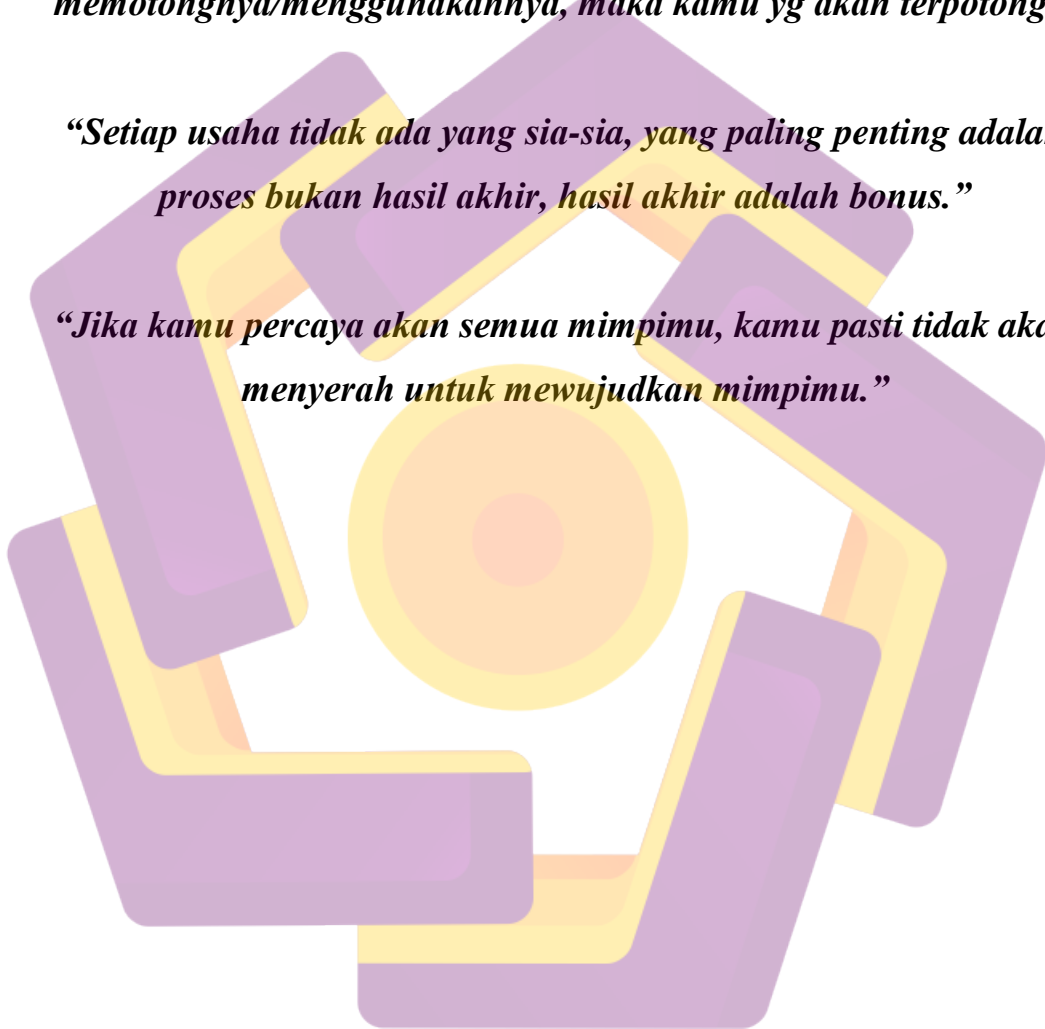 memotongnya/menggunakannya, maka kamu yg akan terpotong
“Setiap usaha tidak ada yang sia-sia, yang paling penting adala
proses bukan hasil akhir, hasil akhir adalah bonus.”
“Jika kamu percaya akan semua mimpimu, kamu pasti tidak aka
menyerah untuk mewujudkan mimpimu.”